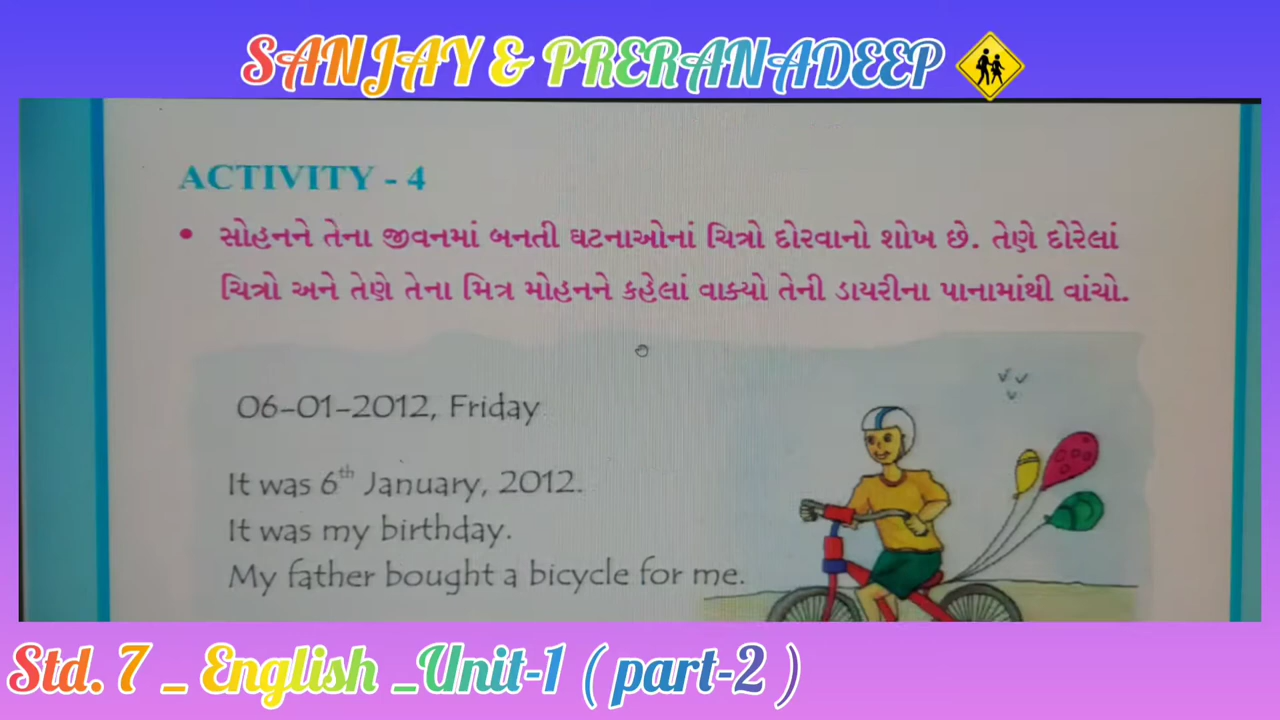 SANJAY & PRERANADEEP
ACTIVITY - 4
• સોહનને તેના જીવનમાં બનતી ઘટનાઓનાં ચિત્રો દોરવાનો શોખ છે. તેણે દોરેલાં
ચિત્રો અને તેણે તેના મિત્ર મોહનને કહેલાં વાક્યો તેની ડાયરીના પાનામાંથી વાંચો.
06-01-2012, Friday
It was 6th January, 2012.
It was my birthday.
My father bought a bicycle for me.
Std. 7 _ English _Unit-1 ( part-2 )